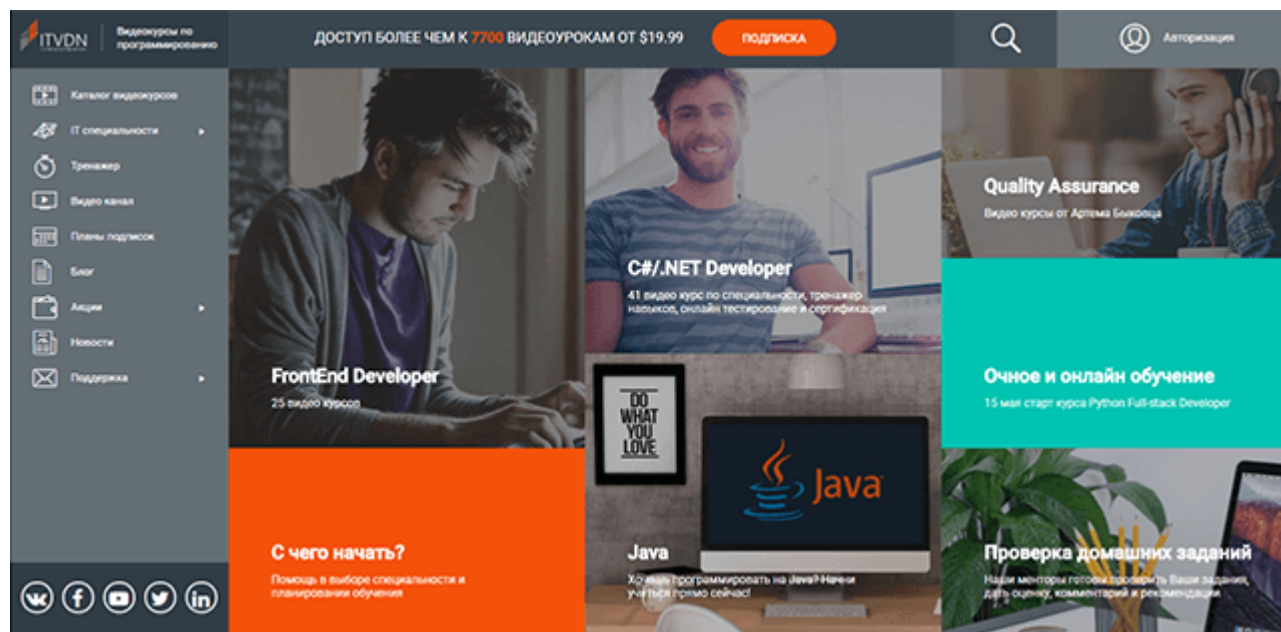 ITVDN
Видеокурсы по
программированию
ДОСТУП БОЛЕЕ ЧЕМ К 7700 ВИДЕОУРОКАМ ОТ $19.99
ПОДПИСКА
Авторизация
Каталог видеокурсов
IT специальности
Тренажер
Видео канал
Планы подписок
Блог
Акции
Новости
Поддержка
FrontEnd Developer
25 видео курсов
C#/.NET Developer
41 видео курс по специальности, тренажер
навыков, онлайн тестирование и сертификация
Quality Assurance
Видео курсы от Артема Быковца
Очное и онлайн обучение
15 мая старт курса Python Full-stack Developer
С чего начать?
Помощь в выборе специальности и
планировании обучения
DO
WHAT
YOU
LOVE
Java
Java
Хочешь программировать на Java? Начни
учиться прямо сейчас!
Проверка домашних заданий
Наши менторы готовы проверить Ваши задания,
дать оценку, комментарий и рекомендации